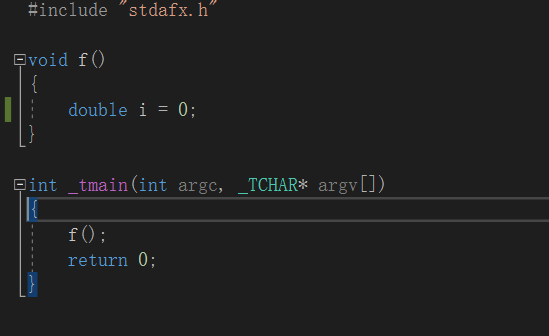 #include "stdafx.h"
void f()
{
double i = 0;
}
int _tmain(int argc, _TCHAR* argv[])
{
f();
return 0;
}